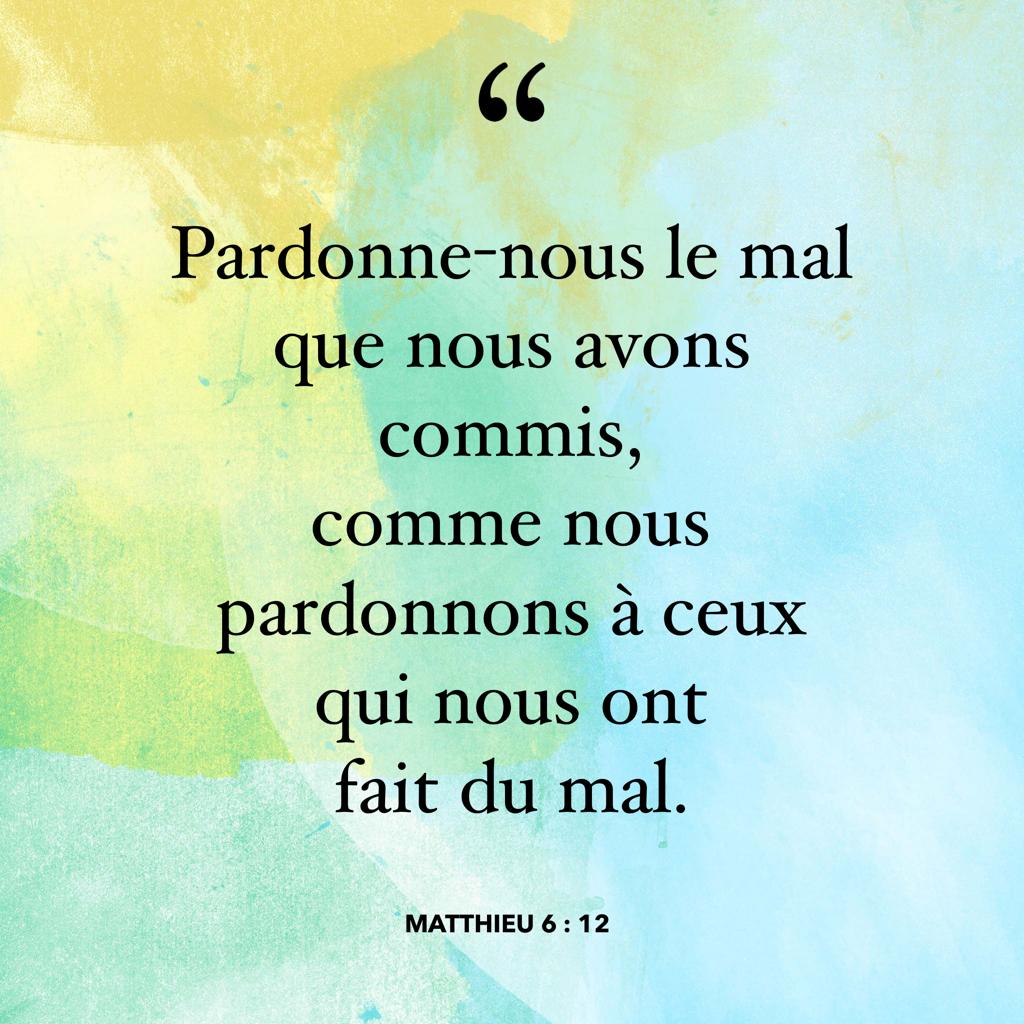 “
Pardonne-nous le mal
que nous avons
commis,
comme nous
pardonnons à ceux
qui nous ont
fait du mal.
MATTHIEU 6 : 12